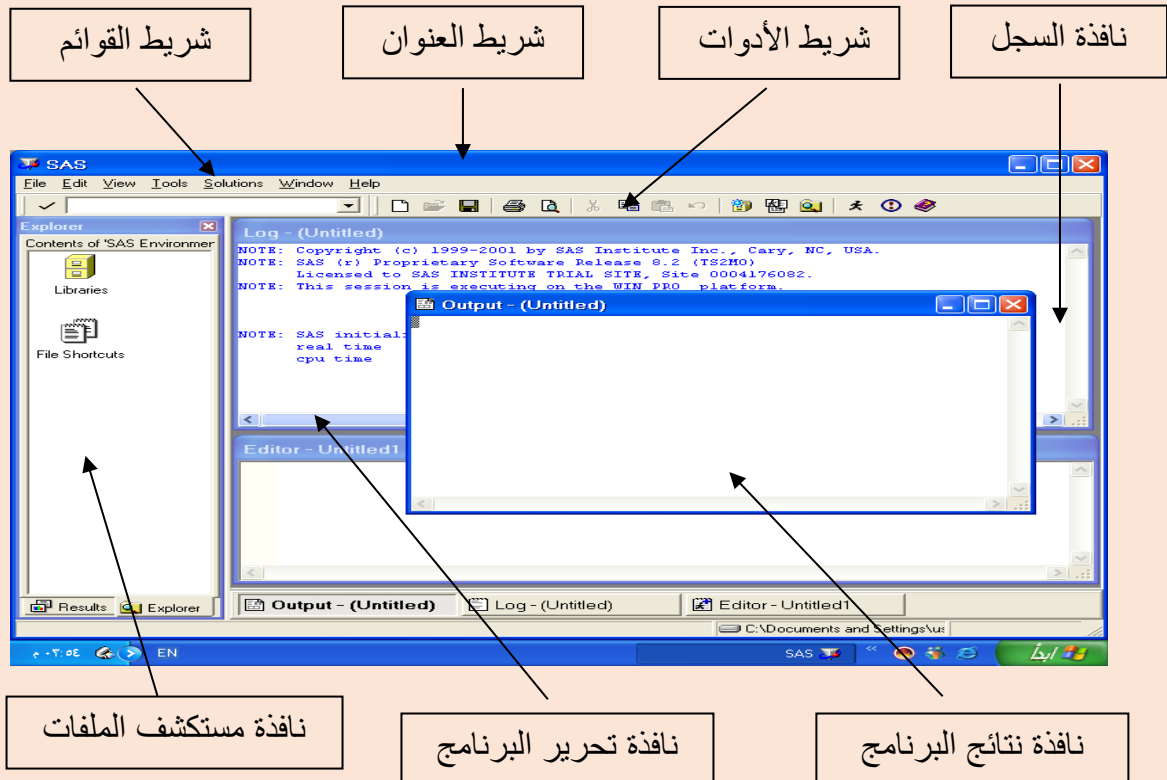 شريط القوائم
شريط العنوان
شريط الأدوات
نافذة السجل
SAS
File Edit View Tools Solutions Window Help
Explorer
Contents of 'SAS Environmer
Libraries
File Shortcuts
Log - (Untitled)
NOTE: Copyright (c) 1999-2001 by SAS Institute Inc., Cary, NC, USA.
NOTE: SAS (r) Proprietary Software Release 8.2 (TS2M0)
Licensed to SAS INSTITUTE TRIAL SITE, Site 0004176082.
NOTE: This session is executing on the WIN_PRO platform.
NOTE: SAS initial
real time
cpu time
Output - (Untitled)
Editor - Untitled1
Results Explorer
Output - (Untitled) Log - (Untitled) Editor - Untitled1
C:\Documents and Settings\us
٠٣:٥٤ م EN SAS ابدأ
نافذة مستكشف الملفات
نافذة تحرير البرنامج
نافذة نتائج البرنامج